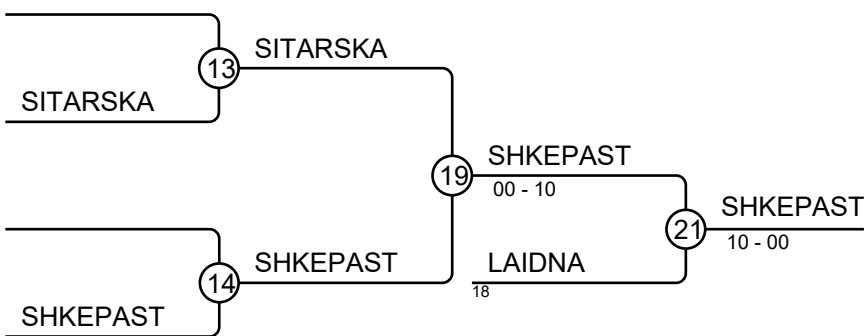 SITARSKA
13
SITARSKA
SHKEPAST
19
00 - 10
SHKEPAST
21
10 - 00
SHKEPAST
14
LAIDNA
18
SHKEPAST